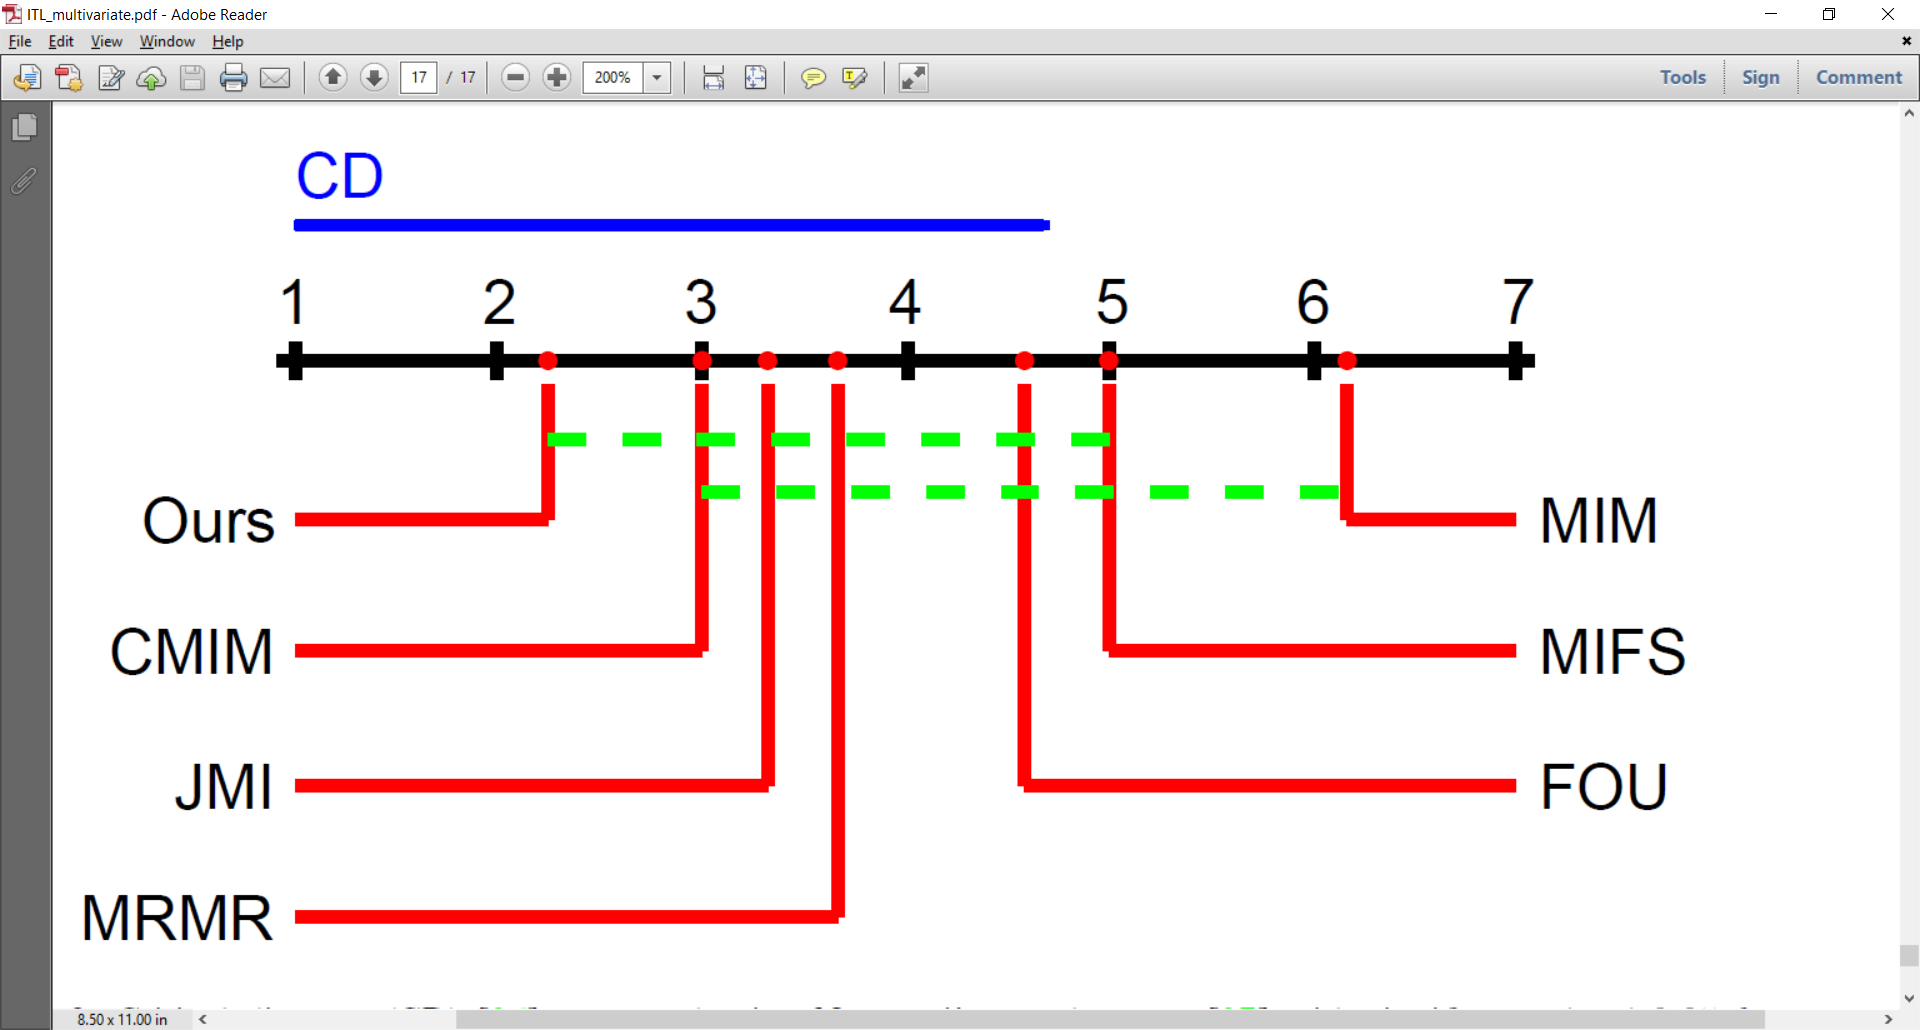 ITL_multivariate.pdf - Adobe Reader
File Edit View Window Help
17 / 17 200% Tools Sign Comment
CD
1 2 3 4 5 6 7
Ours MIM
CMIM MIFS
JMI FOU
MRMR
8.50 x 11.00 in